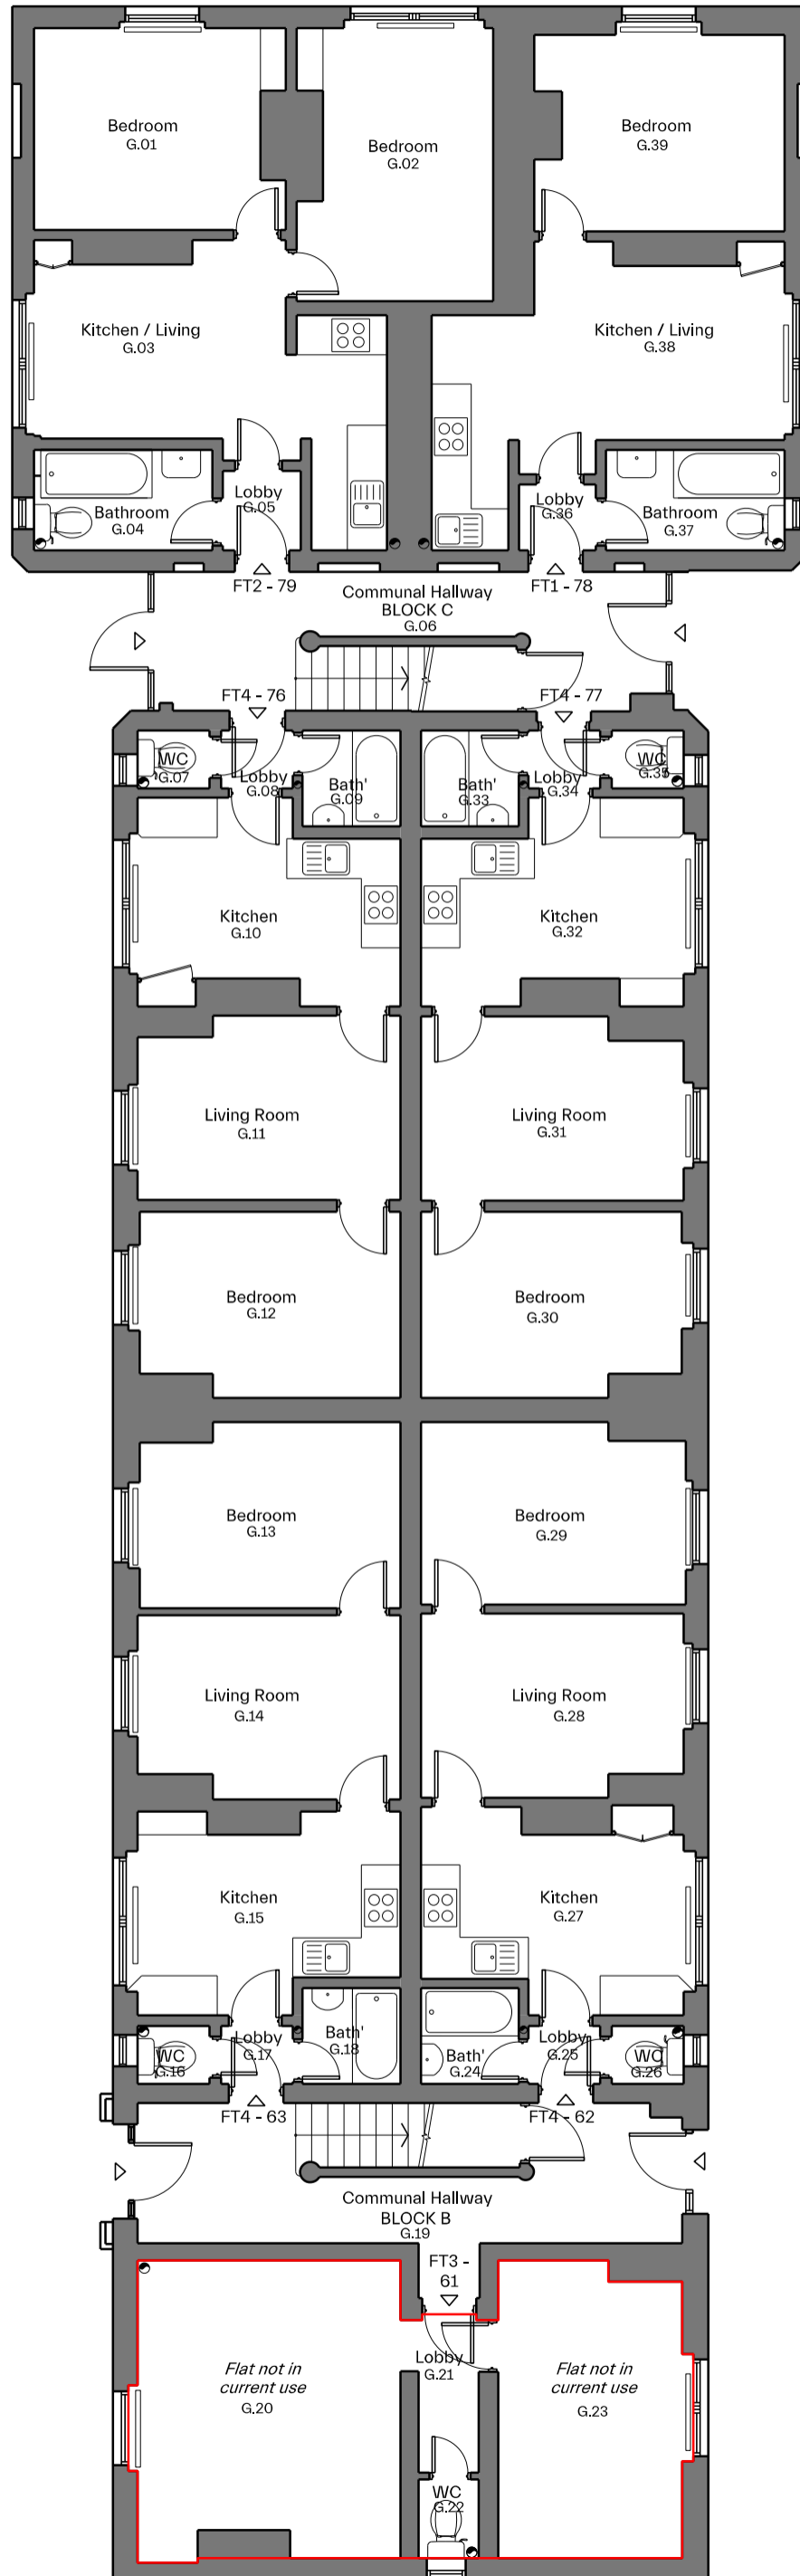 Bedroom
G.01
Bedroom
G.02
Bedroom
G.39
Kitchen / Living
G.03
Kitchen / Living
G.38
Bathroom
G.04
Lobby
G.05
Lobby
G.36
Bathroom
G.37
FT2 - 79
FT1 - 78
Communal Hallway
BLOCK C
G.06
FT4 - 76
FT4 - 77
WC
G.07
Lobby
G.08
Bath'
G.09
Bath'
G.33
Lobby
G.34
WC
G.35
Kitchen
G.10
Kitchen
G.32
Living Room
G.11
Living Room
G.31
Bedroom
G.12
Bedroom
G.30
Bedroom
G.13
Bedroom
G.29
Living Room
G.14
Living Room
G.28
Kitchen
G.15
Kitchen
G.27
WC
G.16
Lobby
G.17
Bath'
G.18
Bath'
G.24
Lobby
G.25
WC
G.26
FT4 - 63
FT4 - 62
Communal Hallway
BLOCK B
G.19
FT3 -
61
Flat not in
current use
G.20
Lobby
G.21
Flat not in
current use
G.23
WC
G.22